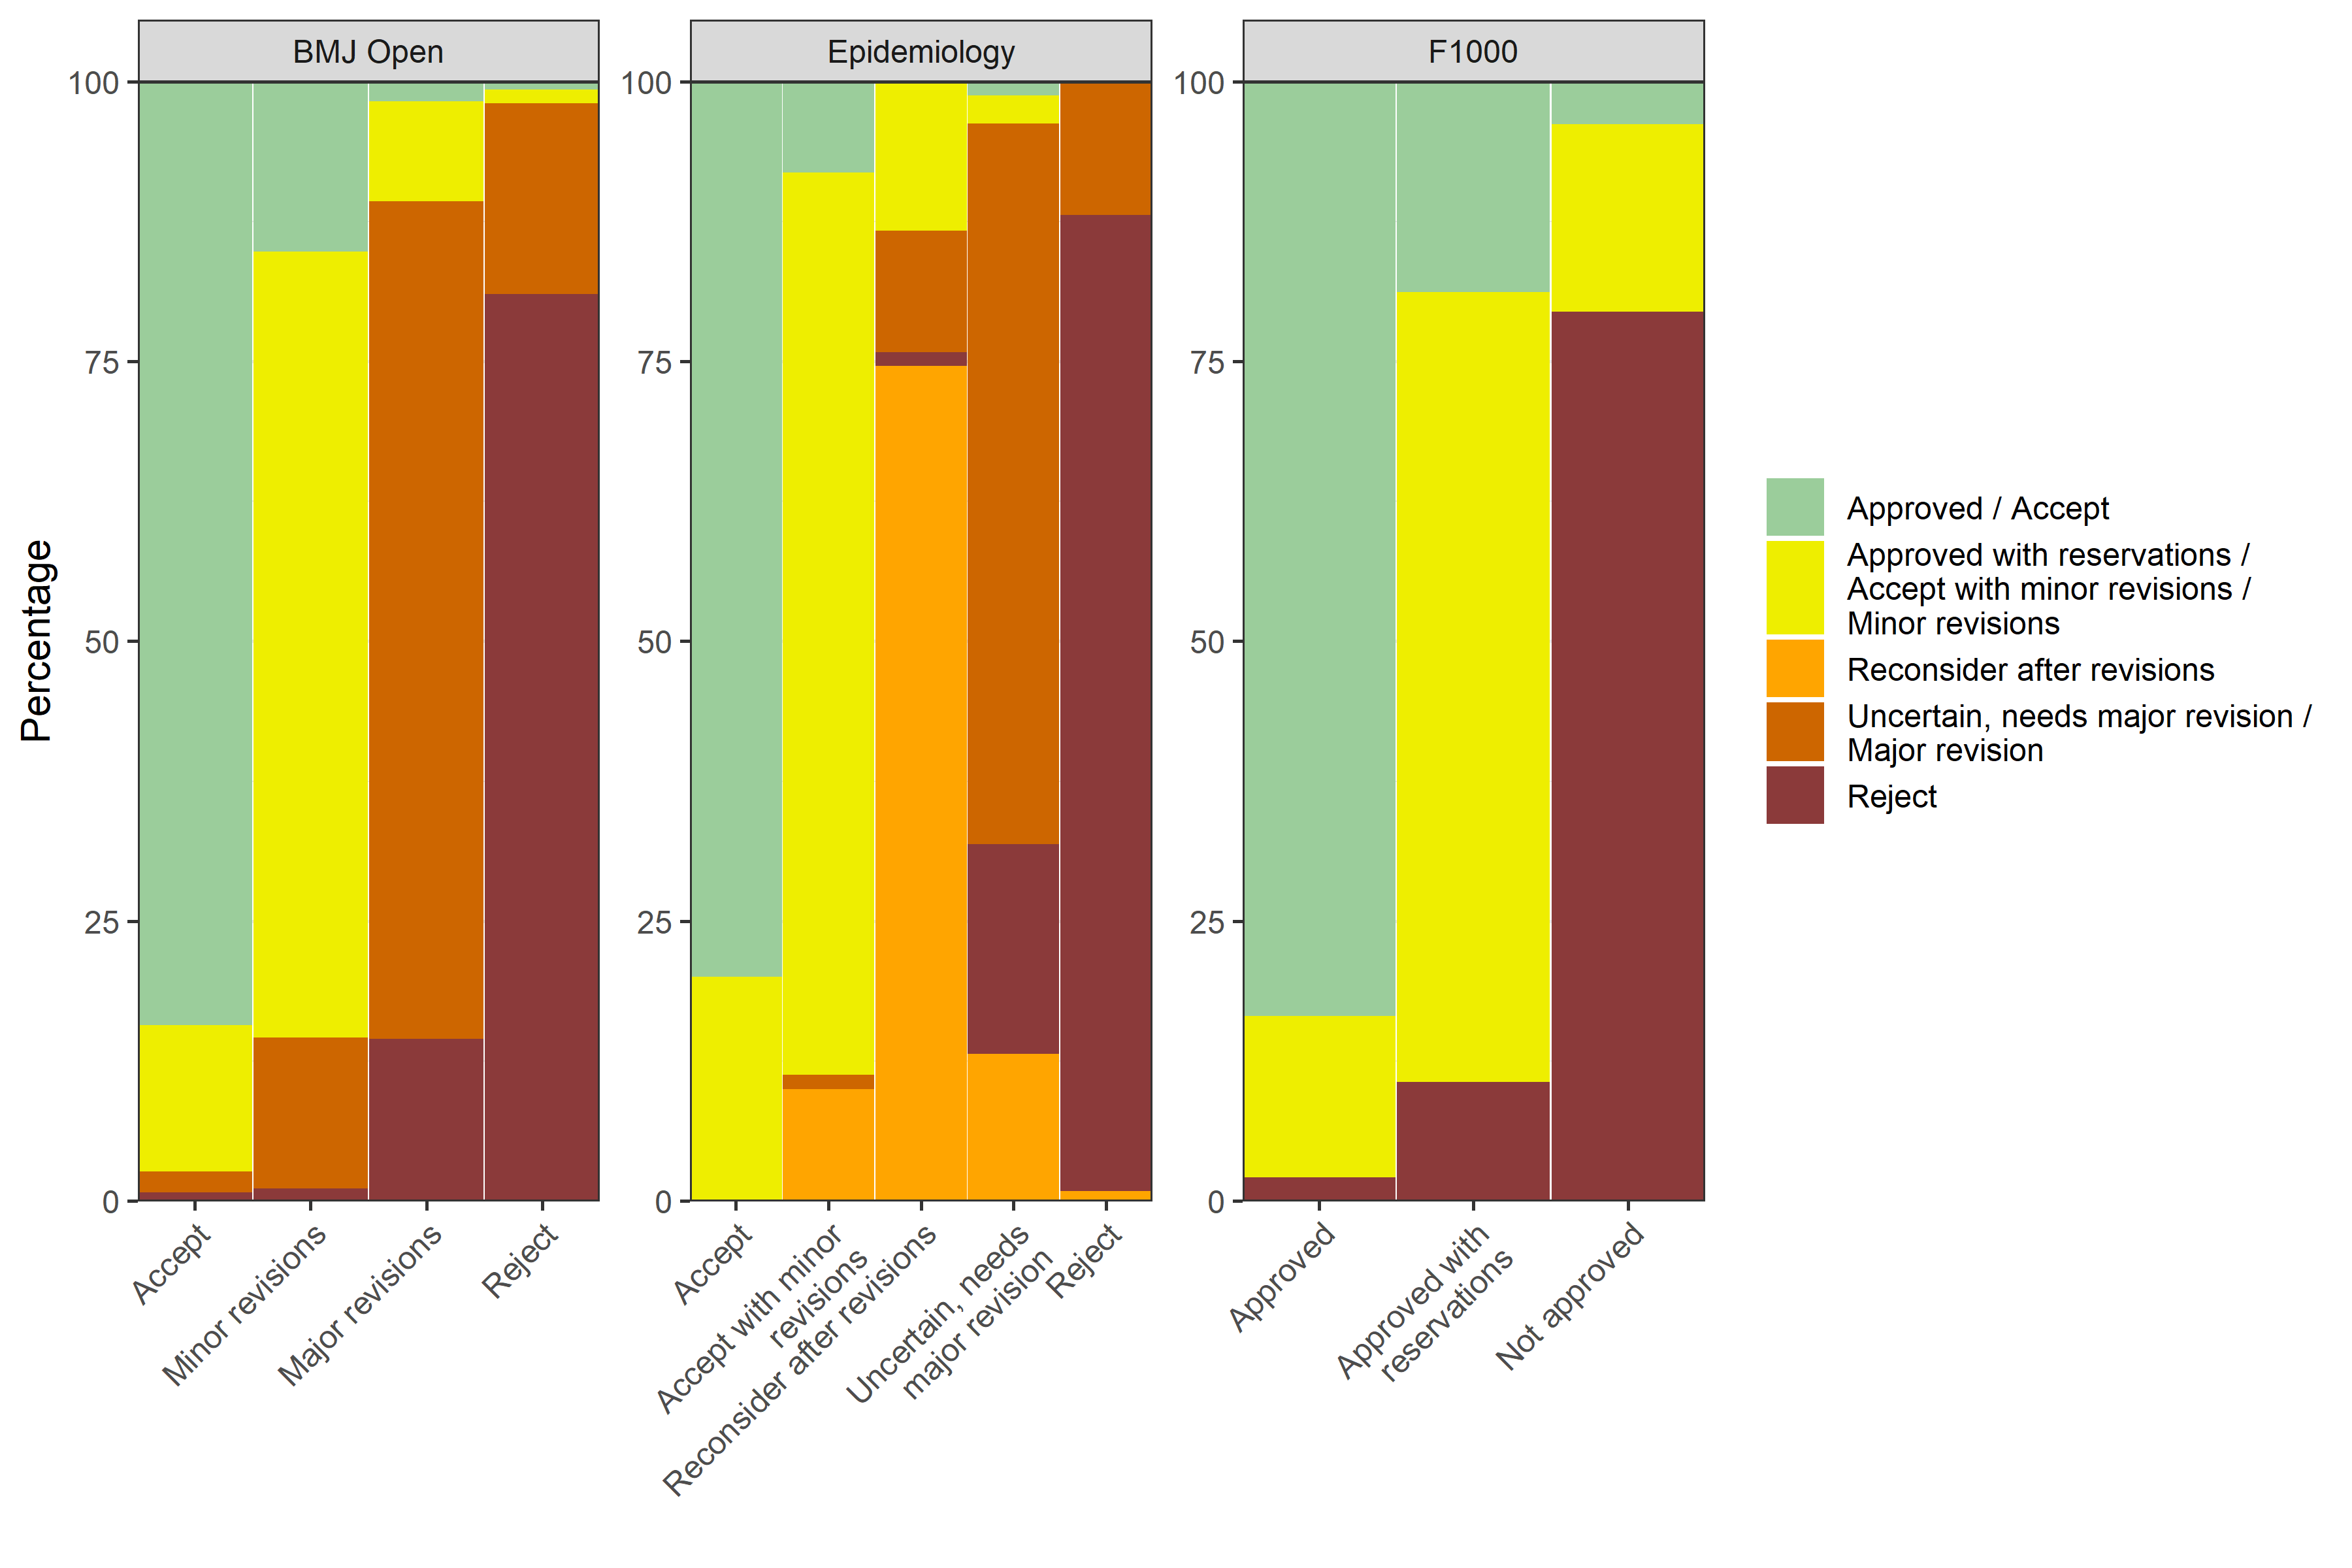 BMJ Open
Epidemiology
F1000
Percentage
100
75
50
25
0
100
75
50
25
0
100
75
50
25
0
Accept
Minor revisions
Major revisions
Reject
Accept
Accept with minor
revisions
Reconsider after revisions
Uncertain, needs
major revision
Reject
Approved
Approved with
reservations
Not approved
Approved / Accept
Approved with reservations /
Accept with minor revisions /
Minor revisions
Reconsider after revisions
Uncertain, needs major revision /
Major revision
Reject